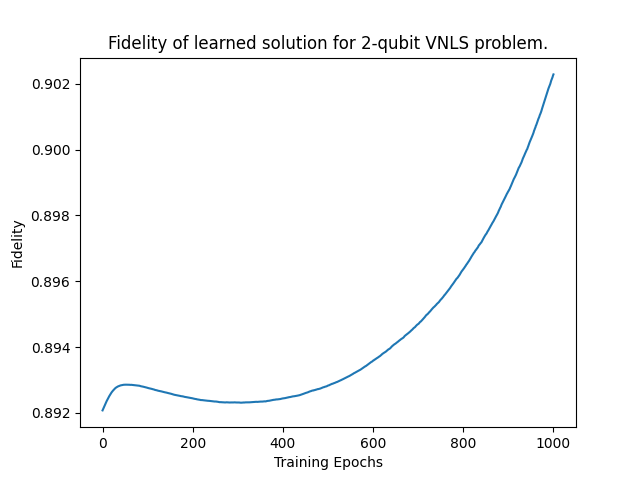 Fidelity of learned solution for 2-qubit VNLS problem.
0.902
0.900
0.898
0.896
0.894
0.892
Fidelity
0 200 400 600 800 1000
Training Epochs